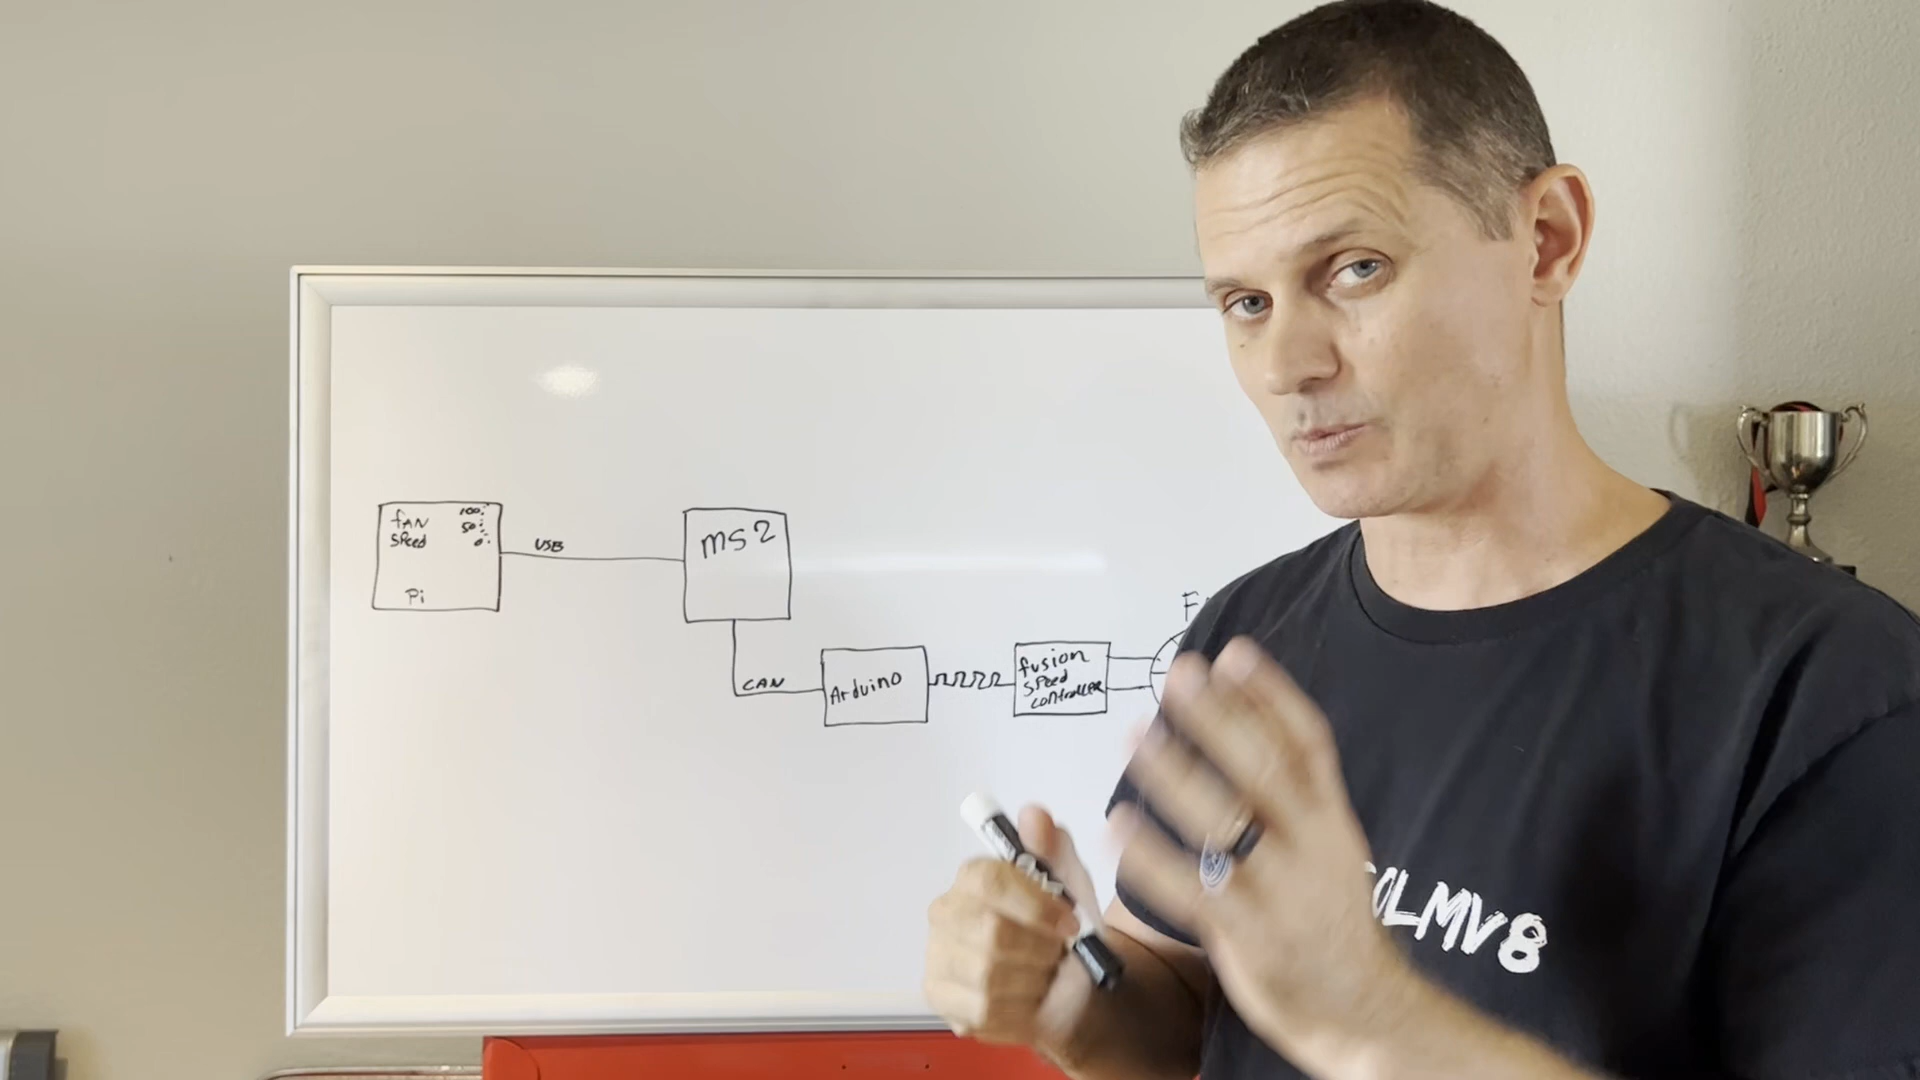 fAN
Speed
100
50
0
Pi
USB
MS2
CAN
Arduino
fusion
speed
controller
F
OLMV8